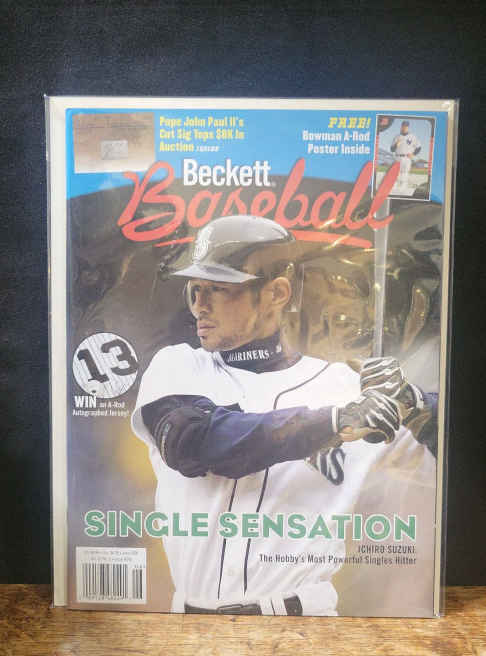 Pope John Paul II's
Cut Sig Tops $8K In
Auction
FREE!
Bowman A-Rod
Poster Inside
Beckett
Baseball
MARINERS
13
WIN an A-Rod
Autographed Jersey!
SINGLE SENSATION
ICHIRO SUZUKI:
The Hobby's Most Powerful Singles Hitter